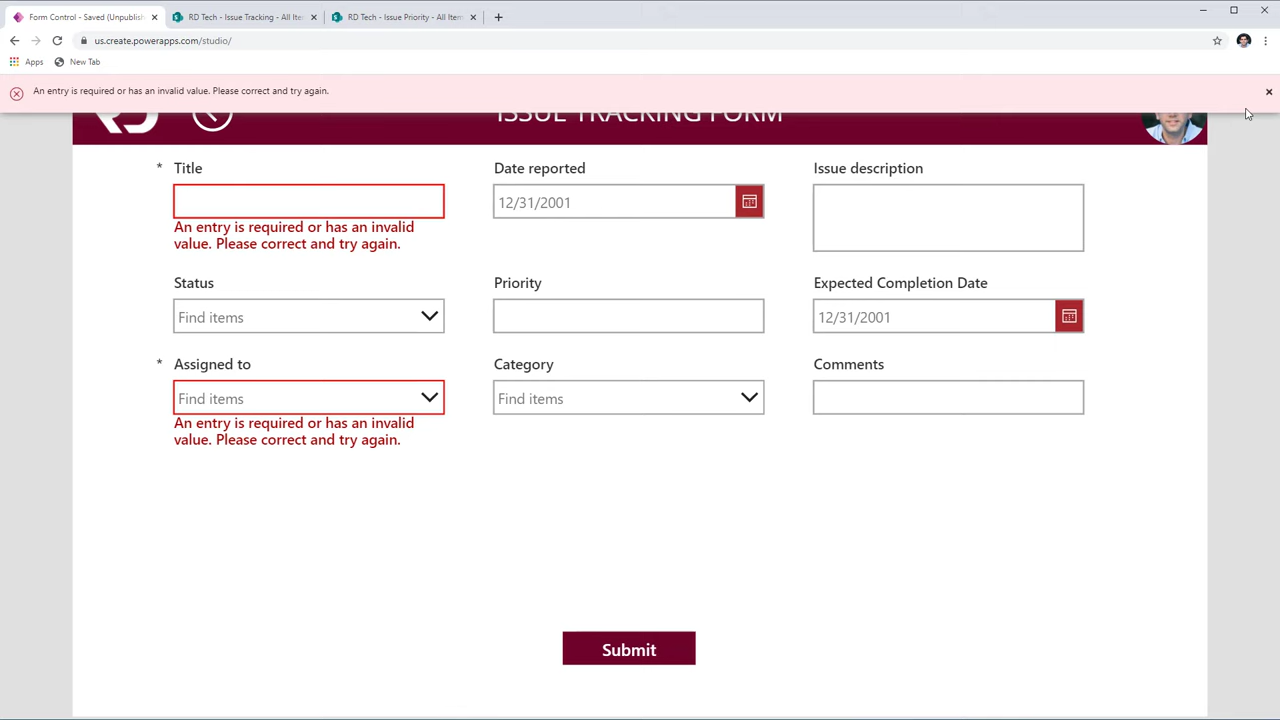 Form Control - Saved (Unpublish
RD Tech - Issue Tracking - All Ite
RD Tech - Issue Priority - All Item
us.create.powerapps.com/studio/
Apps
New Tab
An entry is required or has an invalid value. Please correct and try again.
RD
ISSUE TRACKING FORM
* Title
Date reported
Issue description
12/31/2001
An entry is required or has an invalid
value. Please correct and try again.
Status
Priority
Expected Completion Date
Find items
12/31/2001
* Assigned to
Category
Comments
Find items
Find items
An entry is required or has an invalid
value. Please correct and try again.
Submit